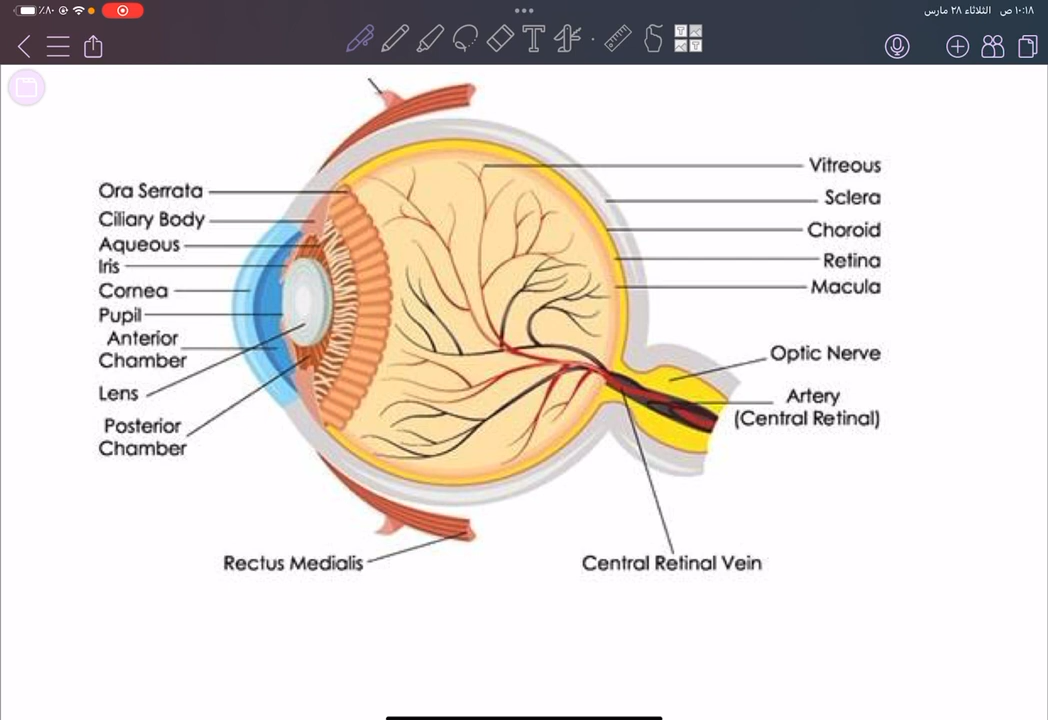 ٪٨٠
١٠:١٨ ص الثلاثاء ٢٨ مارس
Ora Serrata
Ciliary Body
Aqueous
Iris
Cornea
Pupil
Anterior
Chamber
Lens
Posterior
Chamber
Rectus Medialis
Vitreous
Sclera
Choroid
Retina
Macula
Optic Nerve
Artery
(Central Retinal)
Central Retinal Vein